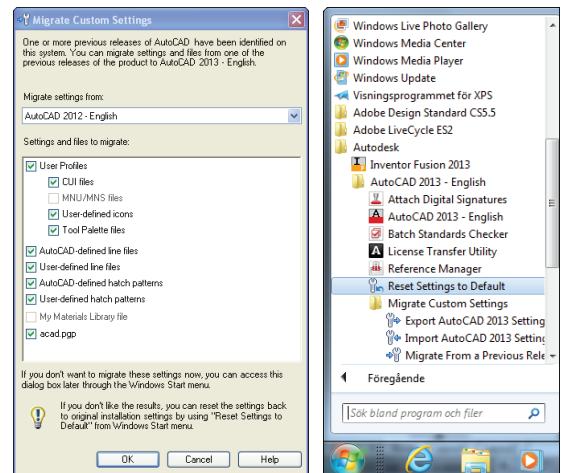 Migrate Custom Settings
One or more previous releases of AutoCAD have been identified on
this system. You can migrate settings and files from one of the
previous releases of the product to AutoCAD 2013 - English.
Migrate settings from:
AutoCAD 2012 - English
Settings and files to migrate:
User Profiles
CUI files
MNU/MNS files
User-defined icons
Tool Palette files
AutoCAD-defined line files
User-defined line files
AutoCAD-defined hatch patterns
User-defined hatch patterns
My Materials Library file
acad.pgp
If you don't want to migrate these settings now, you can access this
dialog box later through the Windows Start menu.
If you don't like the results, you can reset the settings back
to original installation settings by using "Reset Settings to
Default" from Windows Start menu.
OK Cancel Help
Windows Live Photo Gallery
Windows Media Center
Windows Media Player
Windows Update
Visningsprogrammet för XPS
Adobe Design Standard CS5.5
Adobe LiveCycle ES2
Autodesk
Inventor Fusion 2013
AutoCAD 2013 - English
Attach Digital Signatures
AutoCAD 2013 - English
Batch Standards Checker
License Transfer Utility
Reference Manager
Reset Settings to Default
Migrate Custom Settings
Export AutoCAD 2013 Setting
Import AutoCAD 2013 Setting
Migrate From a Previous Rele
Föregående
Sök bland program och filer